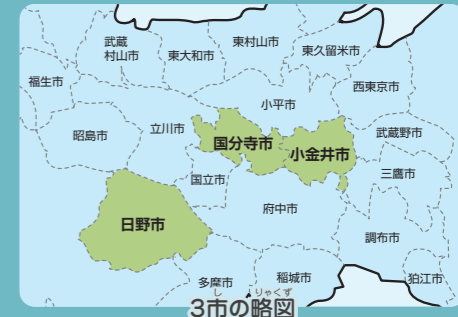 東村山市
武蔵
村山市
東大和市
東久留米市
福生市
西東京市
小平市
昭島市
立川市
国分寺市
武蔵野市
小金井市
三鷹市
国立市
日野市
府中市
調布市
多摩市
稲城市
狛江市
し りゃくず
3市の略図